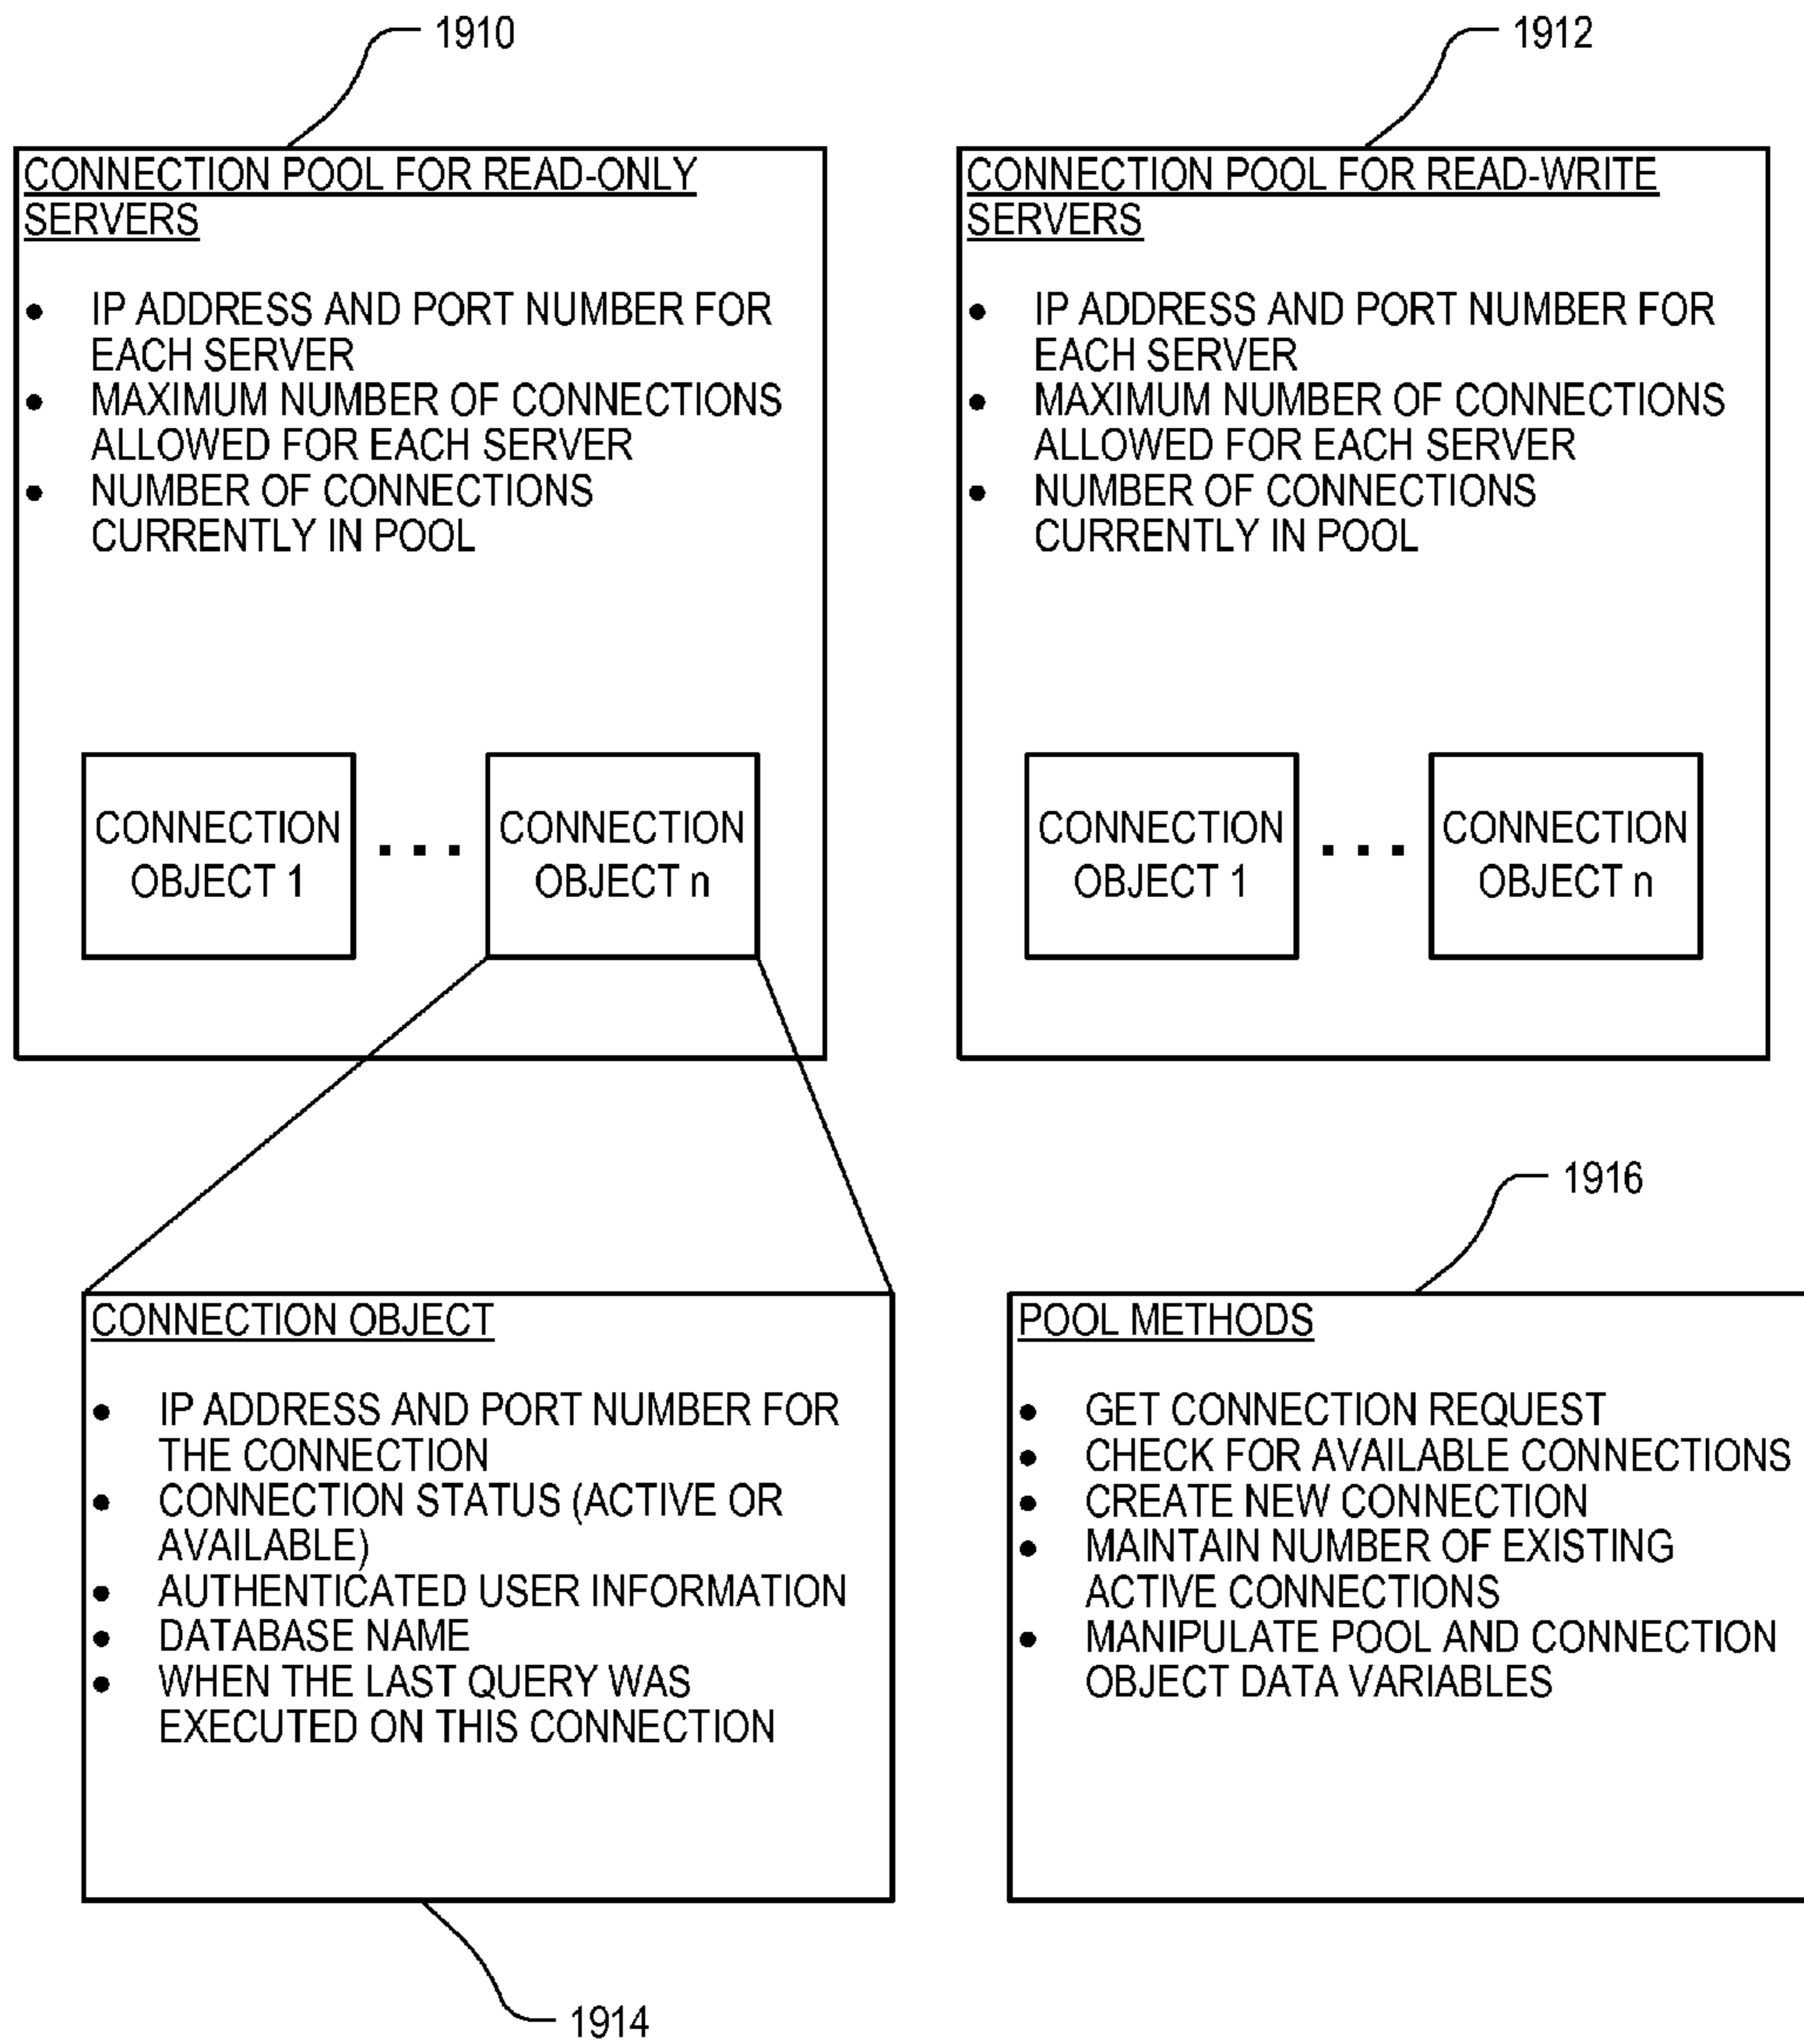 1910
CONNECTION POOL FOR READ-ONLY
SERVERS
• IP ADDRESS AND PORT NUMBER FOR
EACH SERVER
• MAXIMUM NUMBER OF CONNECTIONS
ALLOWED FOR EACH SERVER
• NUMBER OF CONNECTIONS
CURRENTLY IN POOL
CONNECTION
OBJECT 1
...
CONNECTION
OBJECT n
1912
CONNECTION POOL FOR READ-WRITE
SERVERS
• IP ADDRESS AND PORT NUMBER FOR
EACH SERVER
• MAXIMUM NUMBER OF CONNECTIONS
ALLOWED FOR EACH SERVER
• NUMBER OF CONNECTIONS
CURRENTLY IN POOL
CONNECTION
OBJECT 1
...
CONNECTION
OBJECT n
CONNECTION OBJECT
• IP ADDRESS AND PORT NUMBER FOR
THE CONNECTION
• CONNECTION STATUS (ACTIVE OR
AVAILABLE)
• AUTHENTICATED USER INFORMATION
• DATABASE NAME
• WHEN THE LAST QUERY WAS
EXECUTED ON THIS CONNECTION
1914
1916
POOL METHODS
• GET CONNECTION REQUEST
• CHECK FOR AVAILABLE CONNECTIONS
• CREATE NEW CONNECTION
• MAINTAIN NUMBER OF EXISTING
ACTIVE CONNECTIONS
• MANIPULATE POOL AND CONNECTION
OBJECT DATA VARIABLES